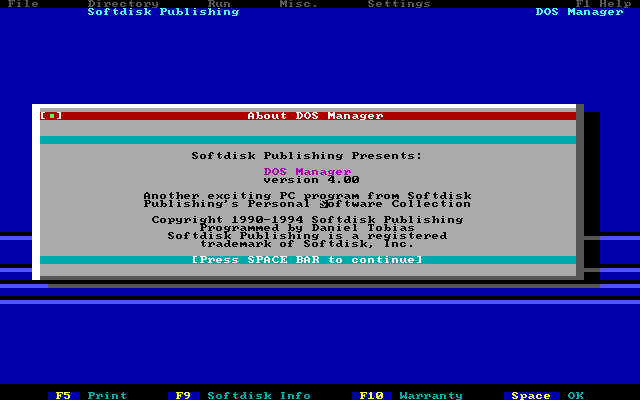 File Directory Run Misc. Settings F1 Help
Softdisk Publishing DOS Manager
[■] About DOS Manager
Softdisk Publishing Presents:
DOS Manager
version 4.00
Another exciting PC program from Softdisk
Publishing's Personal Software Collection
Copyright 1990-1994 Softdisk Publishing
Programmed by Daniel Tobias
Softdisk Publishing is a registered
trademark of Softdisk, Inc.
[Press SPACE BAR to continue]
F5 Print F9 Softdisk Info F10 Warranty Space OK